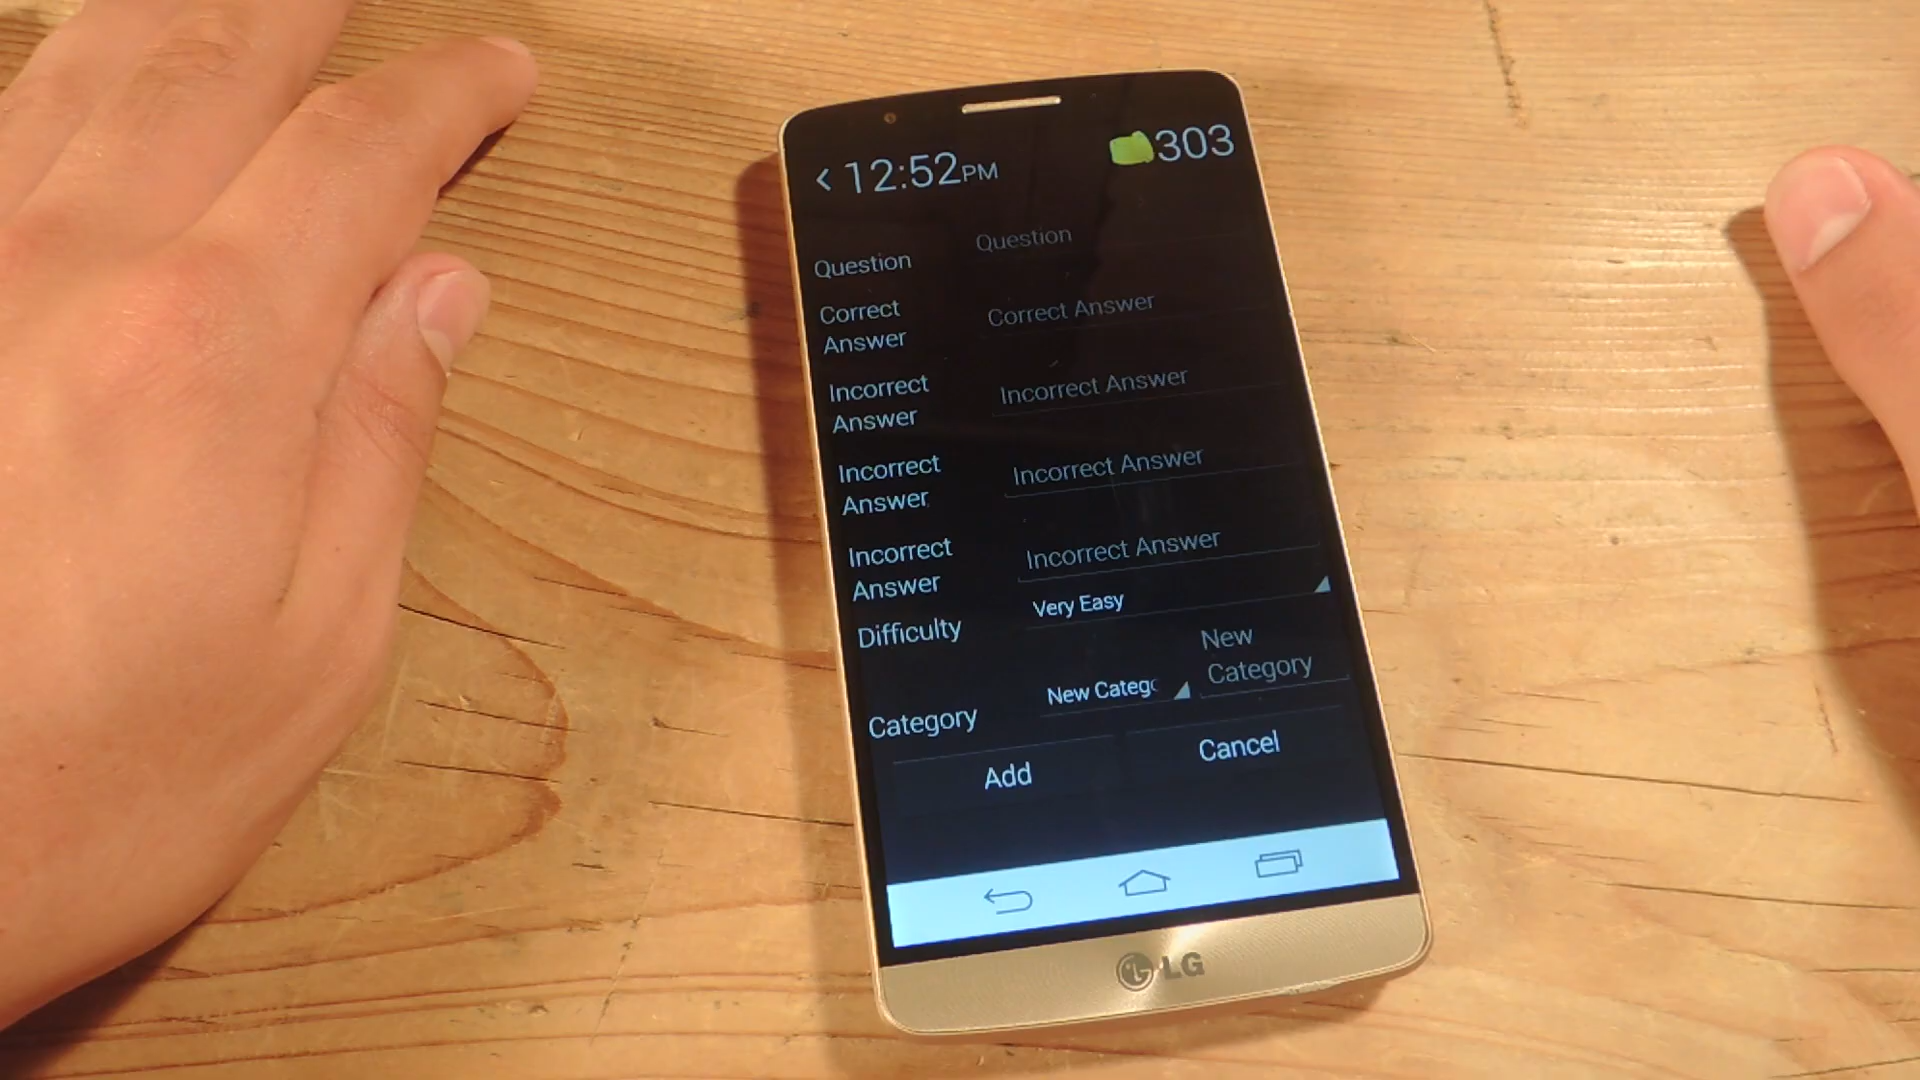 12:52PM
303
Question
Question
Correct
Answer
Correct Answer
Incorrect
Answer
Incorrect Answer
Incorrect
Answer
Incorrect Answer
Incorrect
Answer
Incorrect Answer
Difficulty
Very Easy
Category
New Catego
New
Category
Add
Cancel
LG